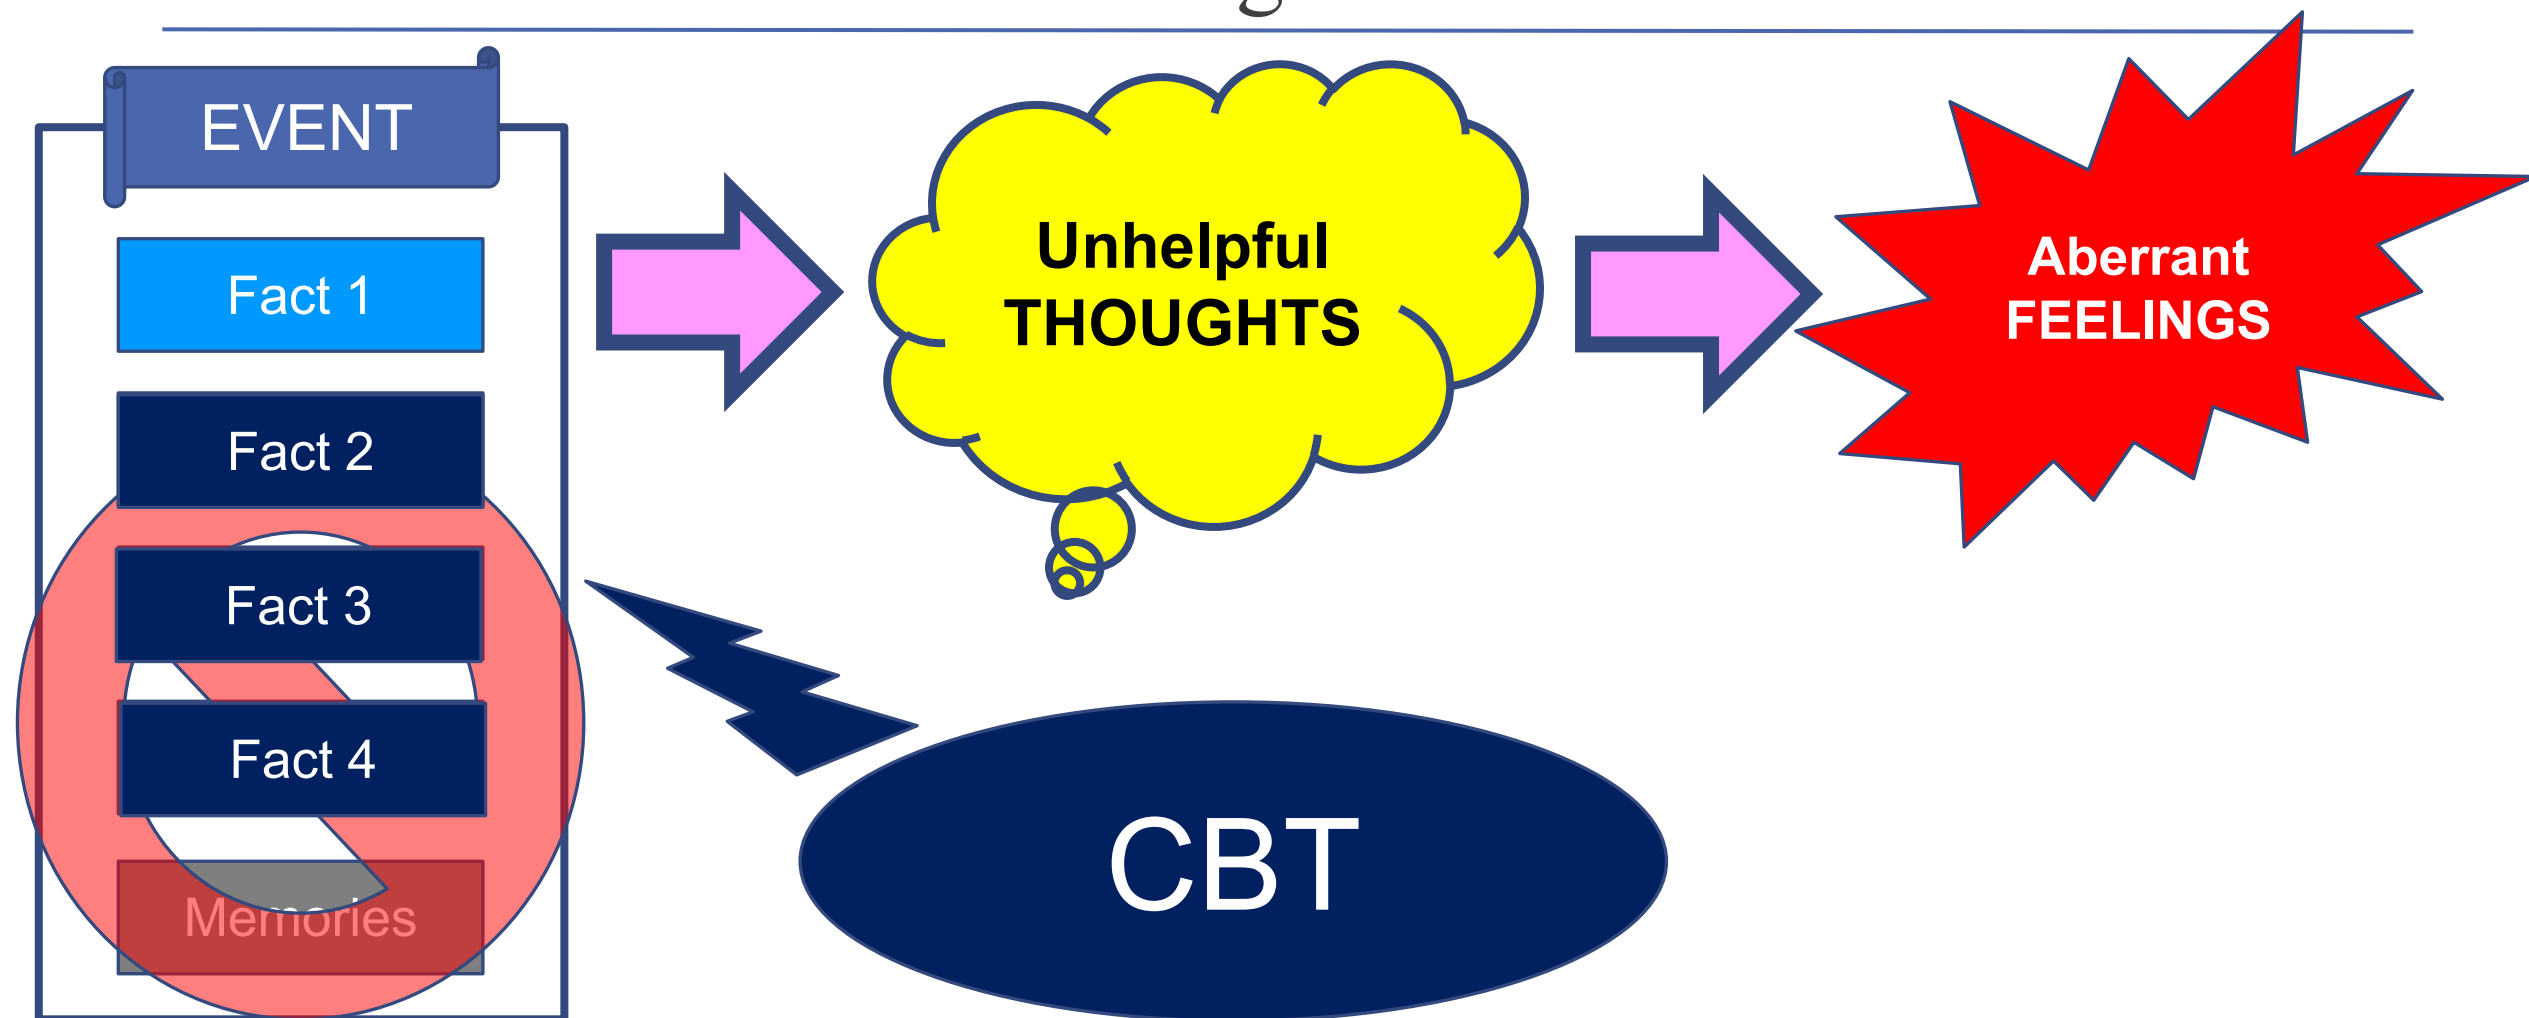 EVENT
Fact 1
Fact 2
Fact 3
Fact 4
Memories
Unhelpful
THOUGHTS
Aberrant
FEELINGS
CBT